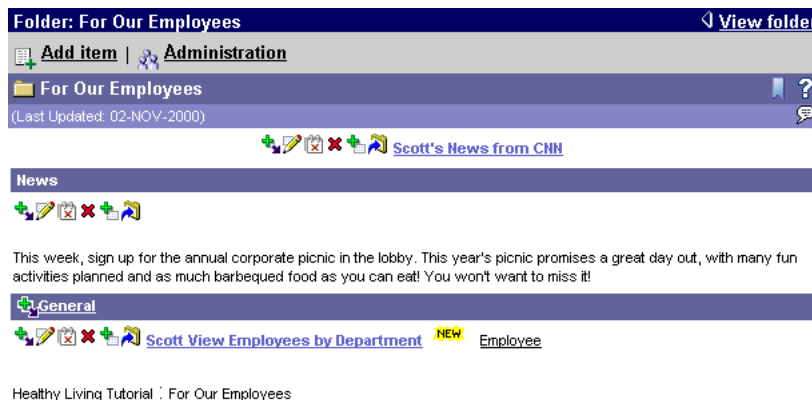 Folder: For Our Employees View folder
Add item | Administration
For Our Employees ?
(Last Updated: 02-NOV-2000)
Scott's News from CNN
News
This week, sign up for the annual corporate picnic in the lobby. This year's picnic promises a great day out, with many fun
activities planned and as much barbequed food as you can eat! You won't want to miss it!
General
Scott View Employees by Department NEW Employee
Healthy Living Tutorial : For Our Employees